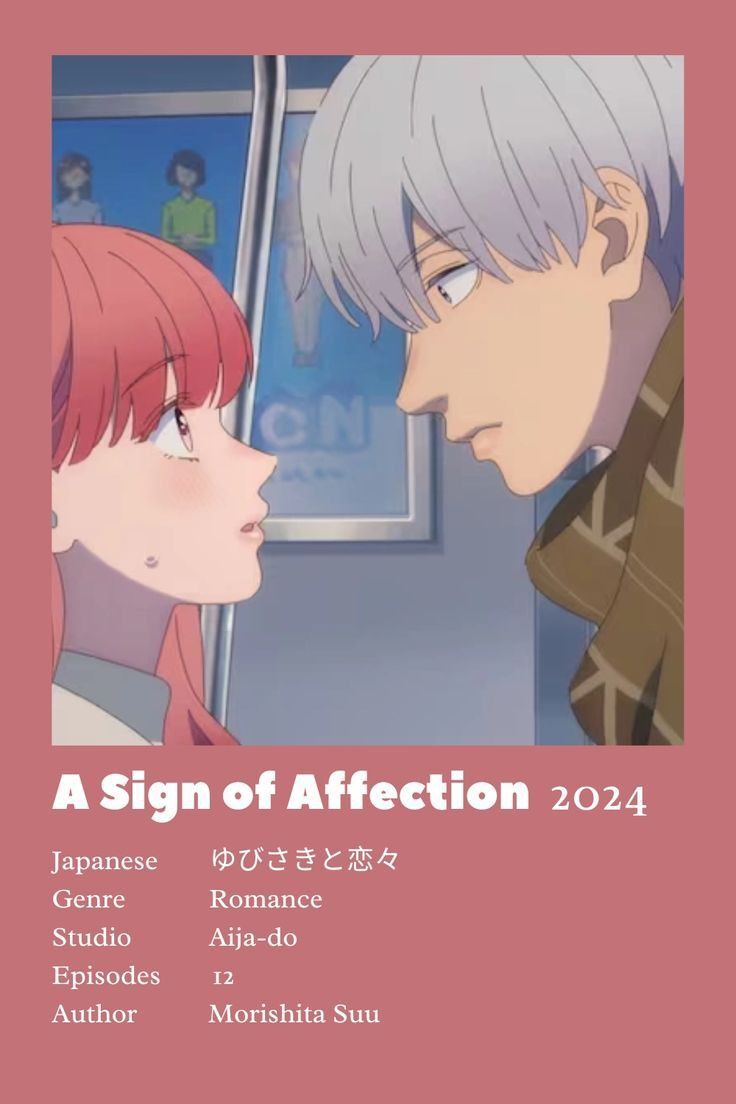 CN
A Sign of Affection 2024
Japanese ゆびさきと恋々
Genre Romance
Studio Aija-do
Episodes 12
Author Morishita Suu